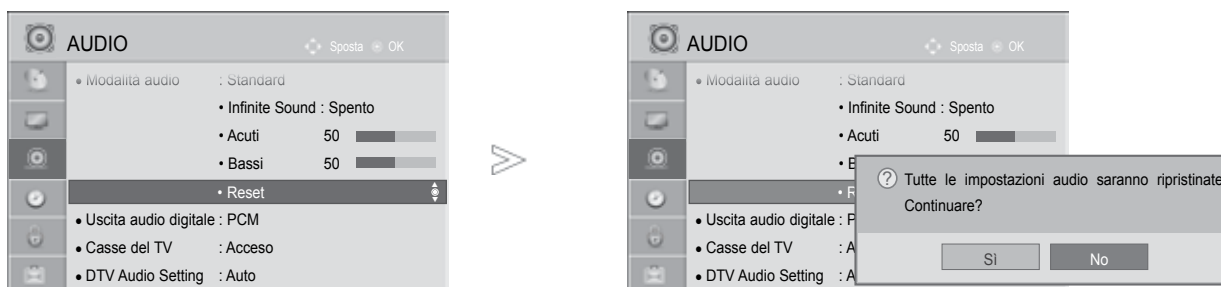 AUDIO Sposta OK
• Modalità audio : Standard
• Infinite Sound : Spento
• Acuti 50
• Bassi 50
• Reset
• Uscita audio digitale : PCM
• Casse del TV : Acceso
• DTV Audio Setting : Auto
AUDIO Sposta OK
• Modalità audio : Standard
• Infinite Sound : Spento
• Acuti 50
• B
• R
• Uscita audio digitale : P
• Casse del TV : A
• DTV Audio Setting : A
? Tutte le impostazioni audio saranno ripristinate
Continuare?
Sì No